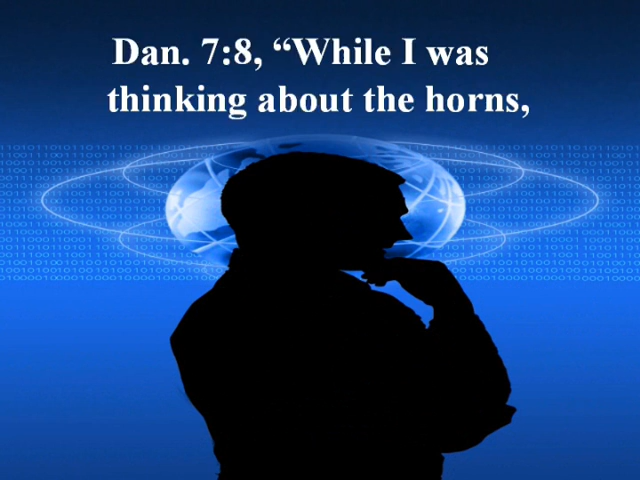 Dan. 7:8, “While I was
thinking about the horns,